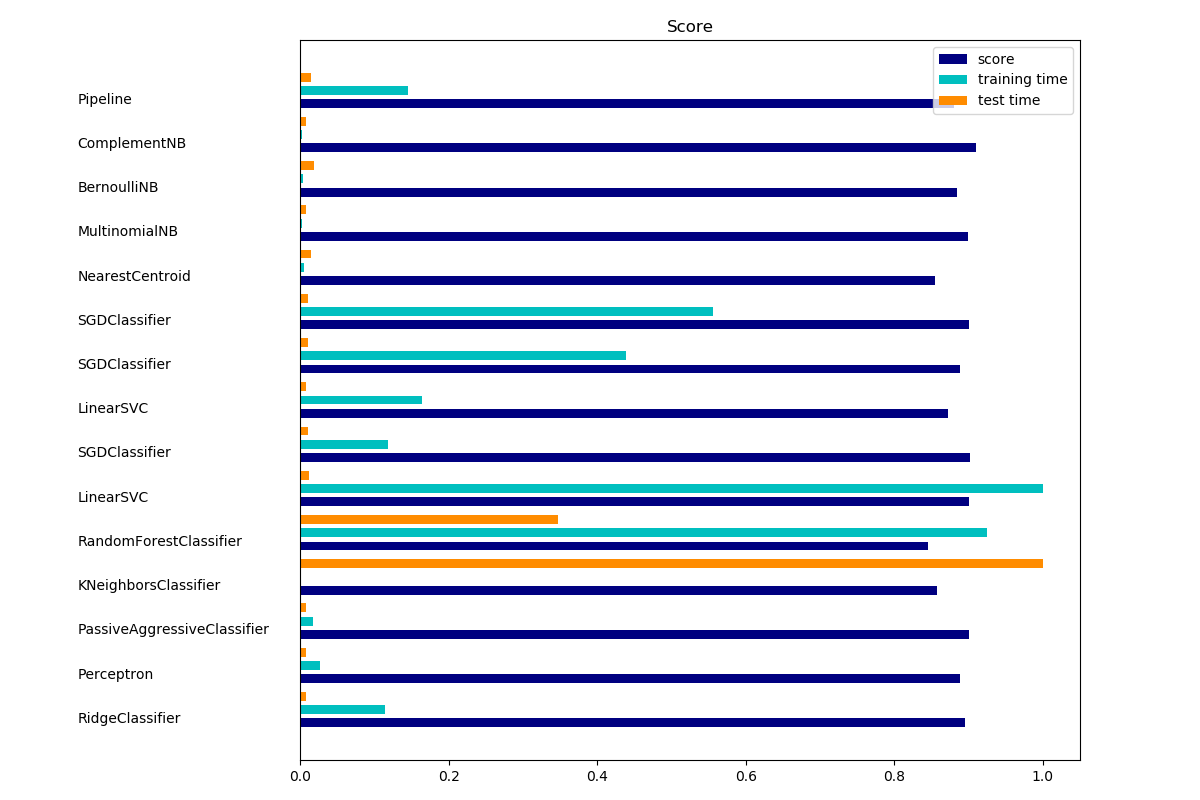 Score
score
training time
test time
Pipeline
ComplementNB
BernoulliNB
MultinomialNB
NearestCentroid
SGDClassifier
SGDClassifier
LinearSVC
SGDClassifier
LinearSVC
RandomForestClassifier
KNeighborsClassifier
PassiveAggressiveClassifier
Perceptron
RidgeClassifier
0.0 0.2 0.4 0.6 0.8 1.0